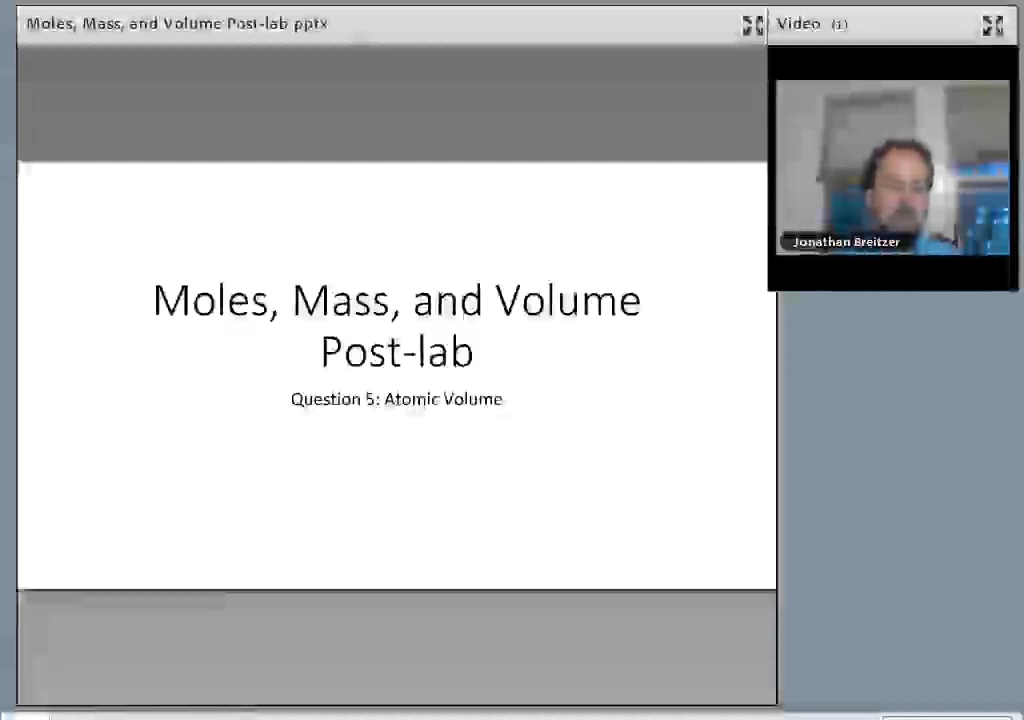 Moles, Mass, and Volume Post-lab pptx
Video (1)
Jonathan Breitzer
Moles, Mass, and Volume
Post-lab
Question 5: Atomic Volume